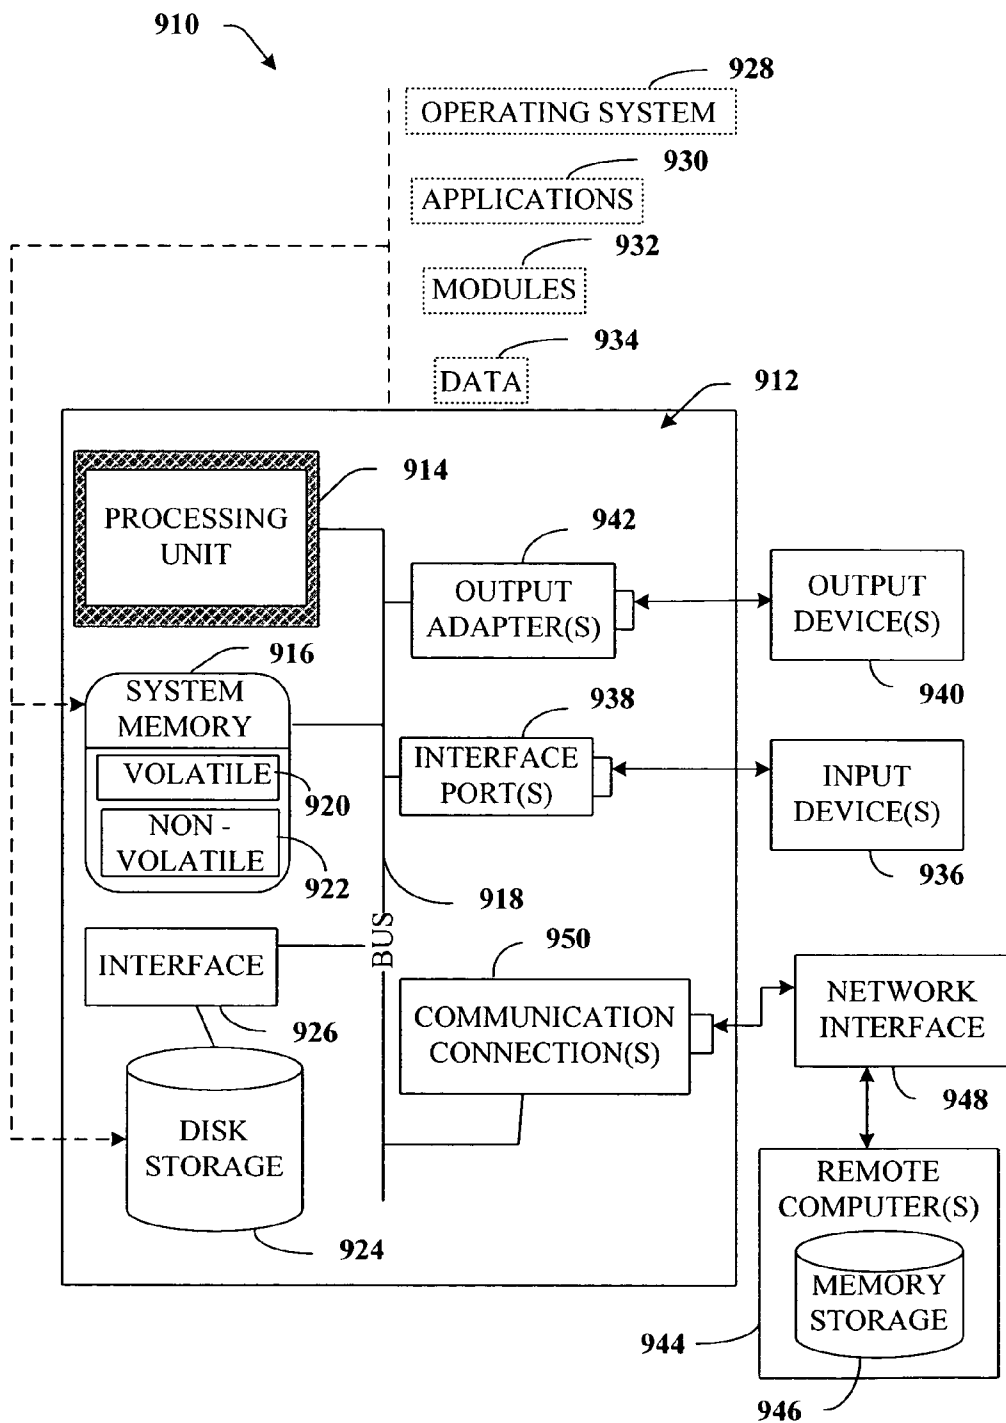 910
928
OPERATING SYSTEM
930
APPLICATIONS
932
MODULES
934
DATA
912
914
PROCESSING
UNIT
942
OUTPUT
ADAPTER(S)
OUTPUT
DEVICE(S)
940
916
SYSTEM
MEMORY
VOLATILE
920
NON -
VOLATILE
922
938
INTERFACE
PORT(S)
INPUT
DEVICE(S)
936
918
BUS
INTERFACE
926
950
COMMUNICATION
CONNECTION(S)
NETWORK
INTERFACE
948
DISK
STORAGE
924
REMOTE
COMPUTER(S)
MEMORY
STORAGE
944
946